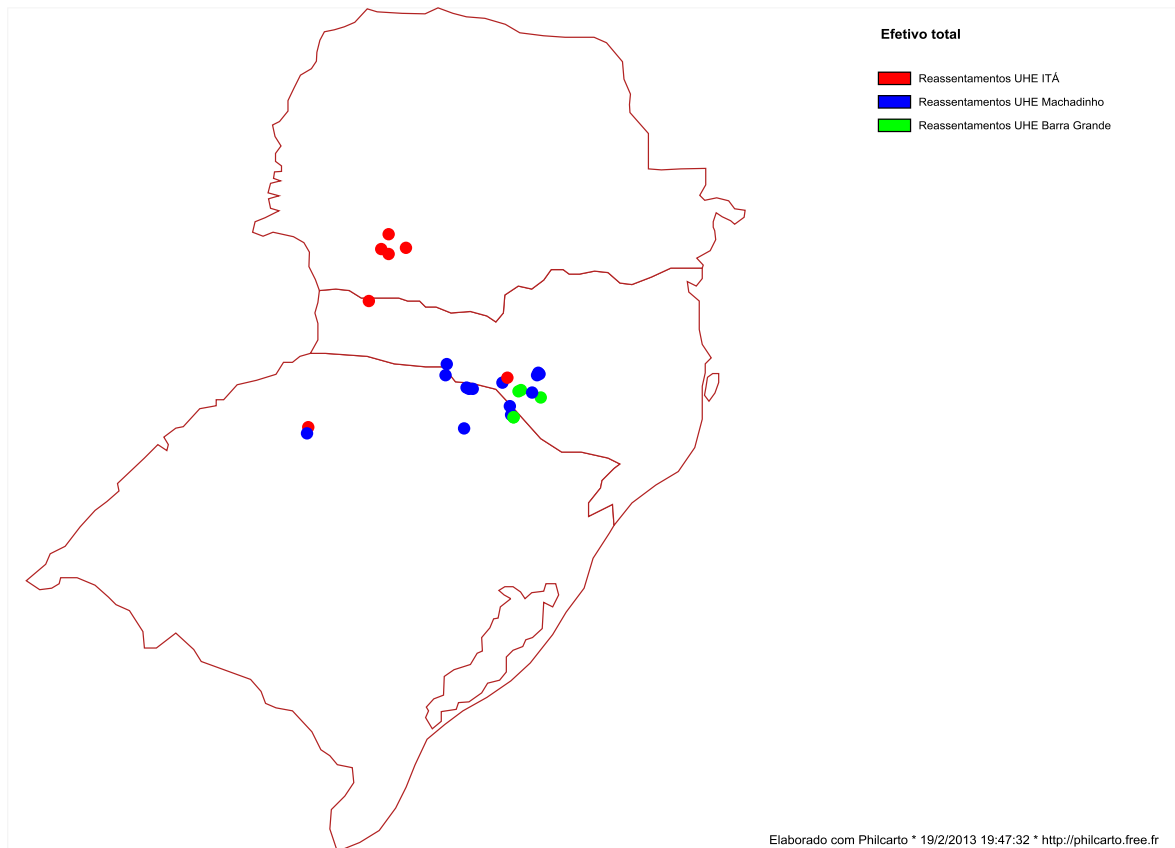 Efetivo total
Reassentamentos UHE ITÁ
Reassentamentos UHE Machadinho
Reassentamentos UHE Barra Grande
Elaborado com Philcarto * 19/2/2013 19:47:32 * http://philcarto.free.fr